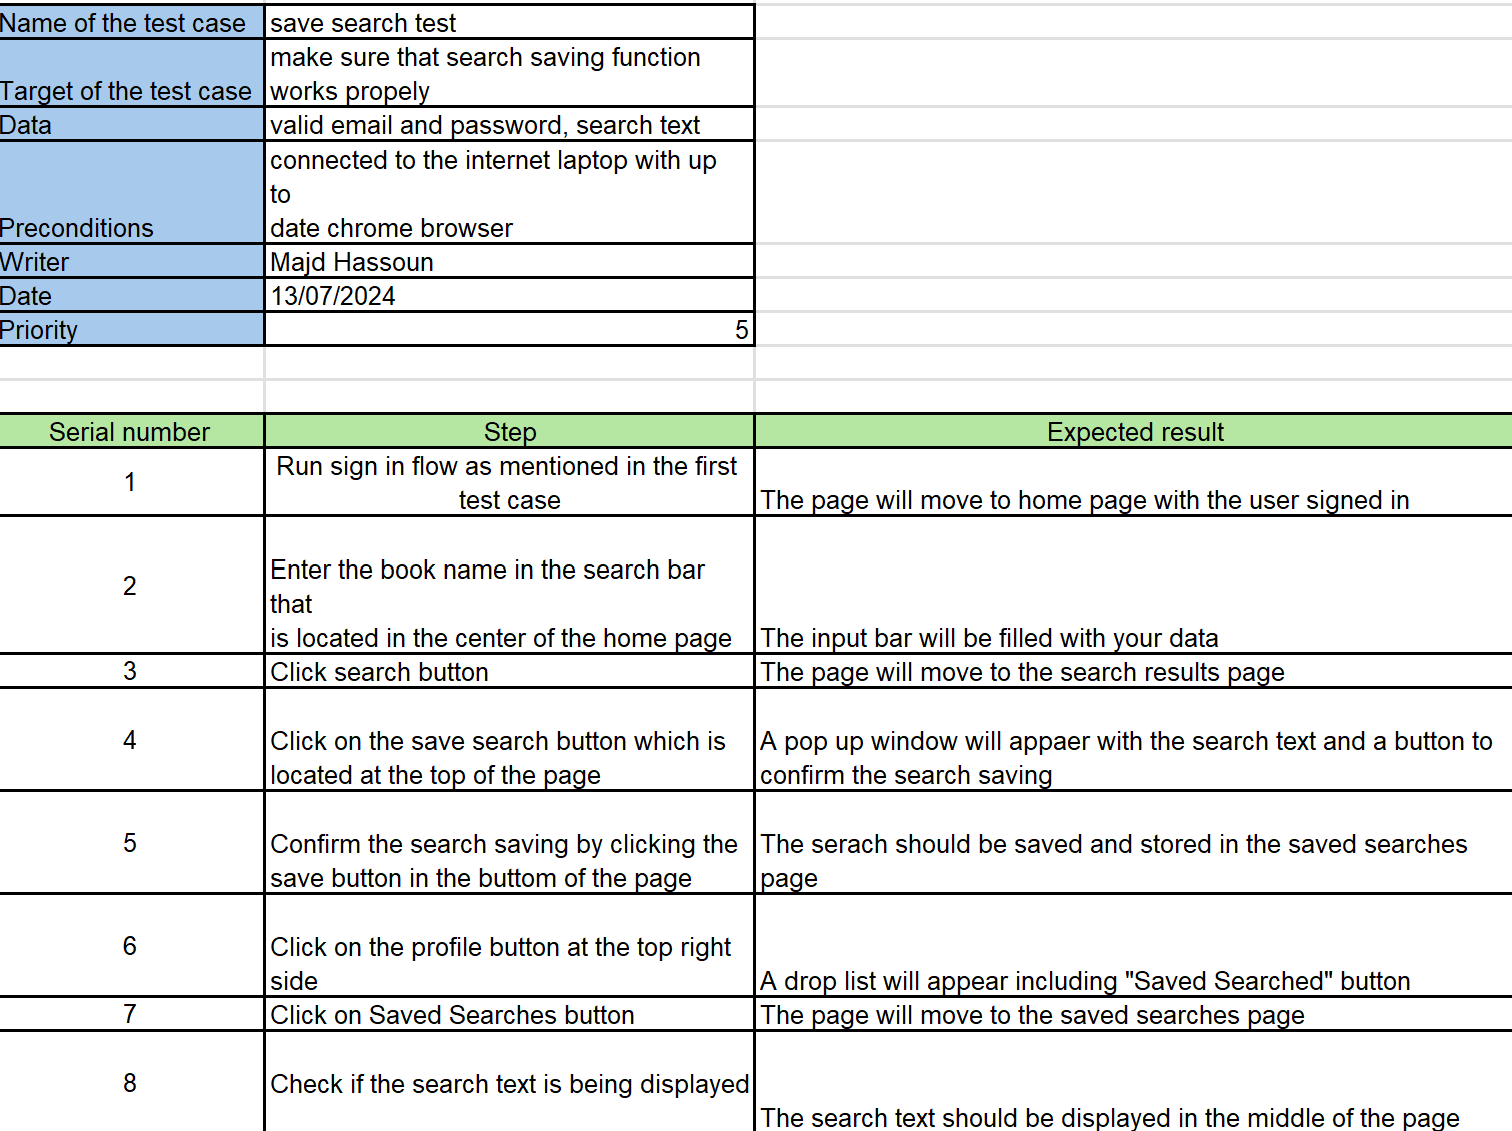 Name of the test case save search test
make sure that search saving function
Target of the test case works propely
Data valid email and password, search text
connected to the internet laptop with up
to
Preconditions date chrome browser
Writer Majd Hassoun
Date 13/07/2024
Priority 5
Serial number Step Expected result
1 Run sign in flow as mentioned in the first
test case The page will move to home page with the user signed in
2 Enter the book name in the search bar
that
is located in the center of the home page The input bar will be filled with your data
3 Click search button The page will move to the search results page
4 Click on the save search button which is A pop up window will appaer with the search text and a button to
located at the top of the page confirm the search saving
5 Confirm the search saving by clicking the The serach should be saved and stored in the saved searches
save button in the buttom of the page page
6 Click on the profile button at the top right
side A drop list will appear including "Saved Searched" button
7 Click on Saved Searches button The page will move to the saved searches page
8 Check if the search text is being displayed
The search text should be displayed in the middle of the page